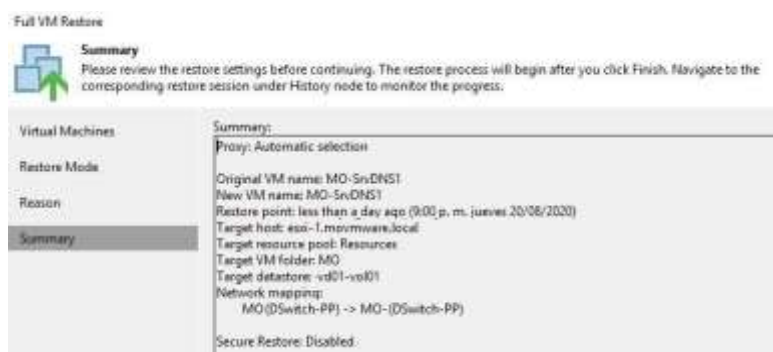 Full VM Restore
Summary
Please review the restore settings before continuing. The restore process will begin after you click Finish. Navigate to the
corresponding restore session under History node to monitor the progress.
Virtual Machines
Restore Mode
Reason
Summary
Summary:
Proxy: Automatic selection
Original VM name: MO-SrvDNS1
New VM name: MO-SrvDNS1
Restore point: less than a day ago (9:00 p. m. jueves 20/08/2020)
Target host: esxi-1.movmware.local
Target resource pool: Resources
Target VM folder: MO
Target datastore: -vd01-vol01
Network mapping:
MO(DSwitch-PP) -> MO-(DSwitch-PP)
Secure Restore: Disabled